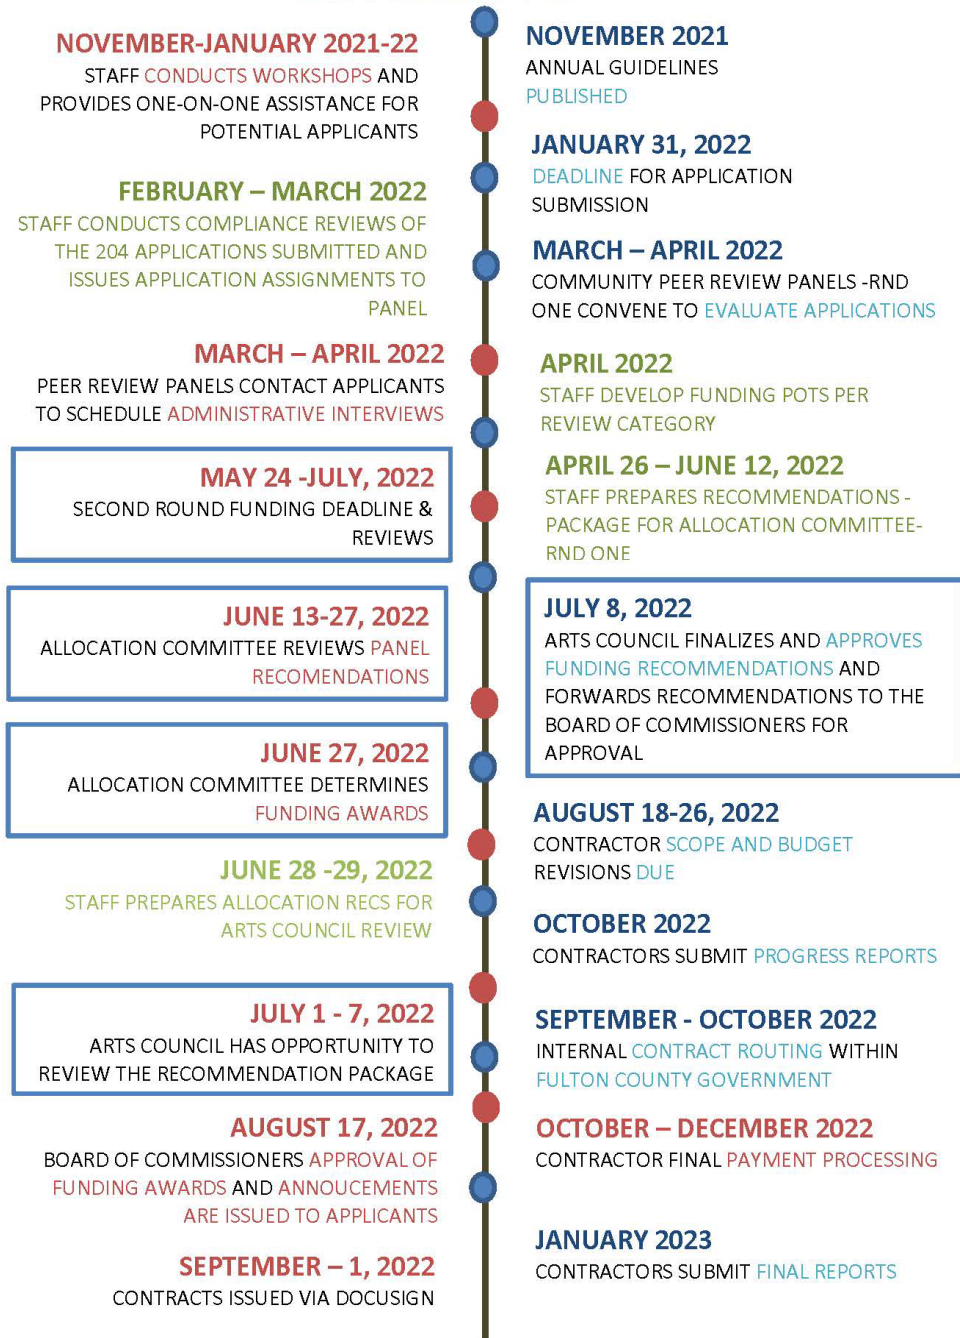 NOVEMBER-JANUARY 2021-22
STAFF CONDUCTS WORKSHOPS AND
PROVIDES ONE-ON-ONE ASSISTANCE FOR
POTENTIAL APPLICANTS
FEBRUARY – MARCH 2022
STAFF CONDUCTS COMPLIANCE REVIEWS OF
THE 204 APPLICATIONS SUBMITTED AND
ISSUES APPLICATION ASSIGNMENTS TO
PANEL
MARCH – APRIL 2022
PEER REVIEW PANELS CONTACT APPLICANTS
TO SCHEDULE ADMINISTRATIVE INTERVIEWS
MAY 24 -JULY, 2022
SECOND ROUND FUNDING DEADLINE &
REVIEWS
JUNE 13-27, 2022
ALLOCATION COMMITTEE REVIEWS PANEL
RECOMENDATIONS
JUNE 27, 2022
ALLOCATION COMMITTEE DETERMINES
FUNDING AWARDS
JUNE 28 -29, 2022
STAFF PREPARES ALLOCATION RECS FOR
ARTS COUNCIL REVIEW
JULY 1 - 7, 2022
ARTS COUNCIL HAS OPPORTUNITY TO
REVIEW THE RECOMMENDATION PACKAGE
AUGUST 17, 2022
BOARD OF COMMISSIONERS APPROVAL OF
FUNDING AWARDS AND ANNOUCEMENTS
ARE ISSUED TO APPLICANTS
SEPTEMBER – 1, 2022
CONTRACTS ISSUED VIA DOCUSIGN
NOVEMBER 2021
ANNUAL GUIDELINES
PUBLISHED
JANUARY 31, 2022
DEADLINE FOR APPLICATION
SUBMISSION
MARCH – APRIL 2022
COMMUNITY PEER REVIEW PANELS -RND
ONE CONVENE TO EVALUATE APPLICATIONS
APRIL 2022
STAFF DEVELOP FUNDING POTS PER
REVIEW CATEGORY
APRIL 26 – JUNE 12, 2022
STAFF PREPARES RECOMMENDATIONS -
PACKAGE FOR ALLOCATION COMMITTEE-
RND ONE
JULY 8, 2022
ARTS COUNCIL FINALIZES AND APPROVES
FUNDING RECOMMENDATIONS AND
FORWARDS RECOMMENDATIONS TO THE
BOARD OF COMMISSIONERS FOR
APPROVAL
AUGUST 18-26, 2022
CONTRACTOR SCOPE AND BUDGET
REVISIONS DUE
OCTOBER 2022
CONTRACTORS SUBMIT PROGRESS REPORTS
SEPTEMBER - OCTOBER 2022
INTERNAL CONTRACT ROUTING WITHIN
FULTON COUNTY GOVERNMENT
OCTOBER – DECEMBER 2022
CONTRACTOR FINAL PAYMENT PROCESSING
JANUARY 2023
CONTRACTORS SUBMIT FINAL REPORTS